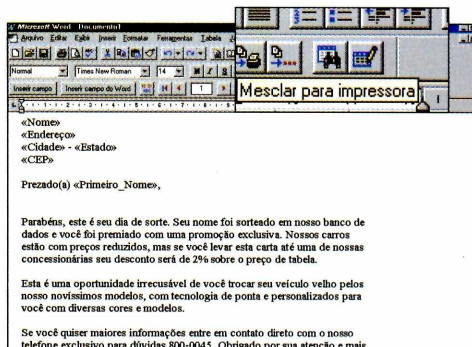 Microsoft Word - Documento1
Arquivo Editar Exibir Inserir Formatar Ferramentas Tabela
Normal Times New Roman 14 N I S
Inserir campo Inserir campo do Word 1
Mesclar para impressora
«Nome»
«Endereço»
«Cidade» - «Estado»
«CEP»
Prezado(a) «Primeiro_Nome»,
Parabéns, este é seu dia de sorte. Seu nome foi sorteado em nosso banco de
dados e você foi premiado com uma promoção exclusiva. Nossos carros
estão com preços reduzidos, mas se você levar esta carta até uma de nossas
concessionárias seu desconto será de 2% sobre o preço de tabela.
Esta é uma oportunidade irrecusável de você trocar seu veículo velho pelos
nosso novíssimos modelos, com tecnologia de ponta e personalizados para
você com diversas cores e modelos.
Se você quiser maiores informações entre em contato direto com o nosso
telefone exclusivo para dúvidas 800-0045. Obrigado por sua atenção e mais